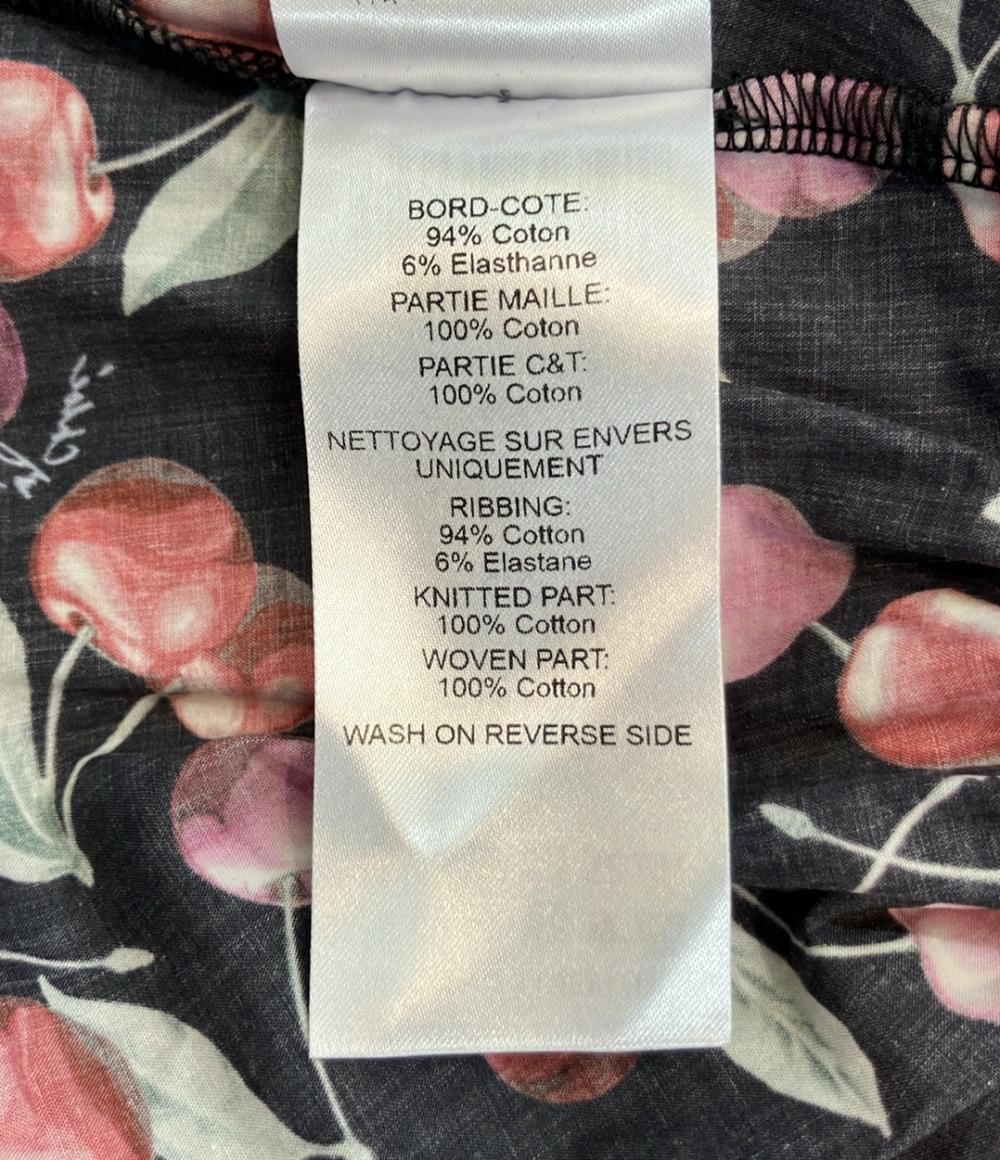 BORD-COTE:
94% Coton
6% Elasthanne
PARTIE MAILLE:
100% Coton
PARTIE C&T:
100% Coton
NETTOYAGE SUR ENVERS
UNIQUEMENT
RIBBING:
94% Cotton
6% Elastane
KNITTED PART:
100% Cotton
WOVEN PART:
100% Cotton
WASH ON REVERSE SIDE